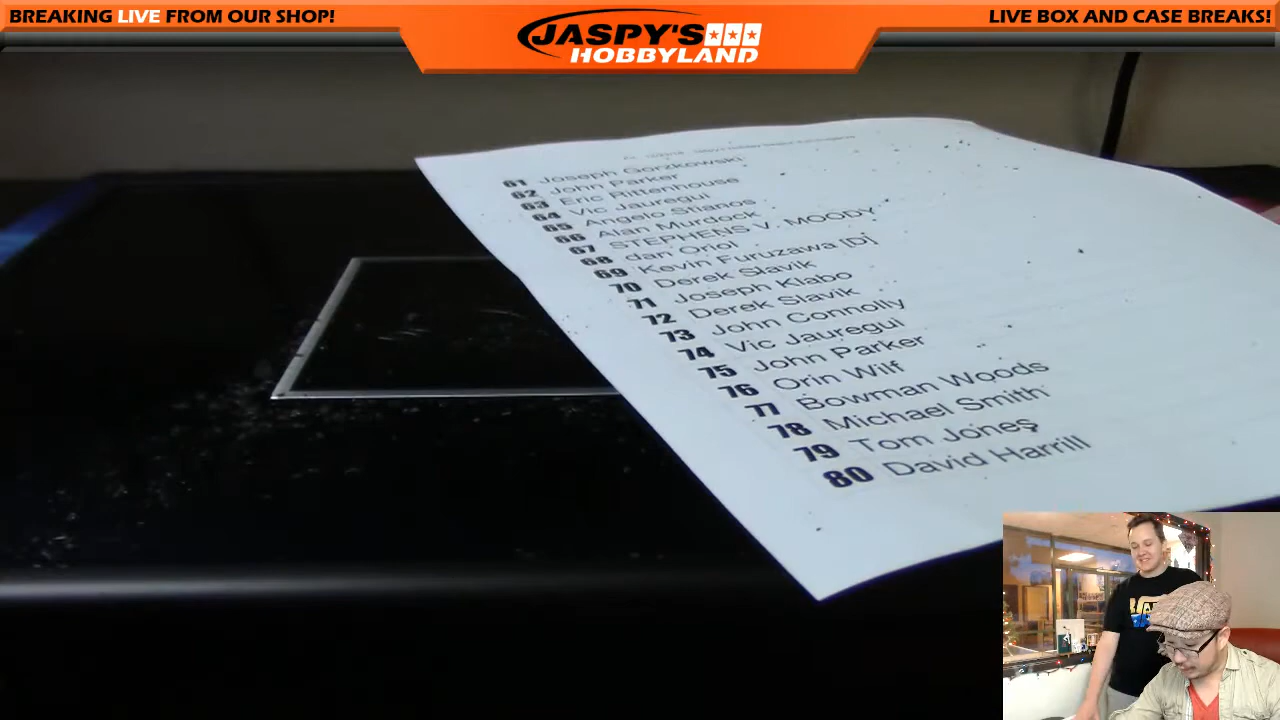 BREAKING LIVE FROM OUR SHOP!
JASPY'S
HOBBYLAND
LIVE BOX AND CASE BREAKS!
61 Joseph Gorzkowski
62 John Parker
63 Eric Rittenhouse
64 Vic Jauregui
65 Angelo Stianos
66 Alan Murdock
67 STEPHENS V. MOODY
68 dan Oriol
69 Kevin Furuzawa [D]
70 Derek Slavik
71 Joseph Klabo
72 Derek Slavik
73 John Connolly
74 Vic Jauregui
75 John Parker
76 Orin Wilf
77 Bowman Woods
78 Michael Smith
79 Tom Jones
80 David Harrill